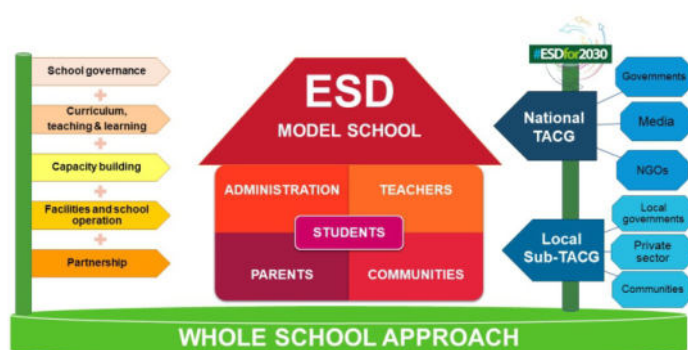 School governance
+
Curriculum,
teaching & learning
+
Capacity building
+
Facilities and school
operation
+
Partnership
ESD
MODEL SCHOOL
ADMINISTRATION
TEACHERS
STUDENTS
PARENTS
COMMUNITIES
#ESDfor2030
National
TACG
Governments
Media
NGOs
Local
Sub-TACG
Local
governments
Private
sector
Communities
WHOLE SCHOOL APPROACH